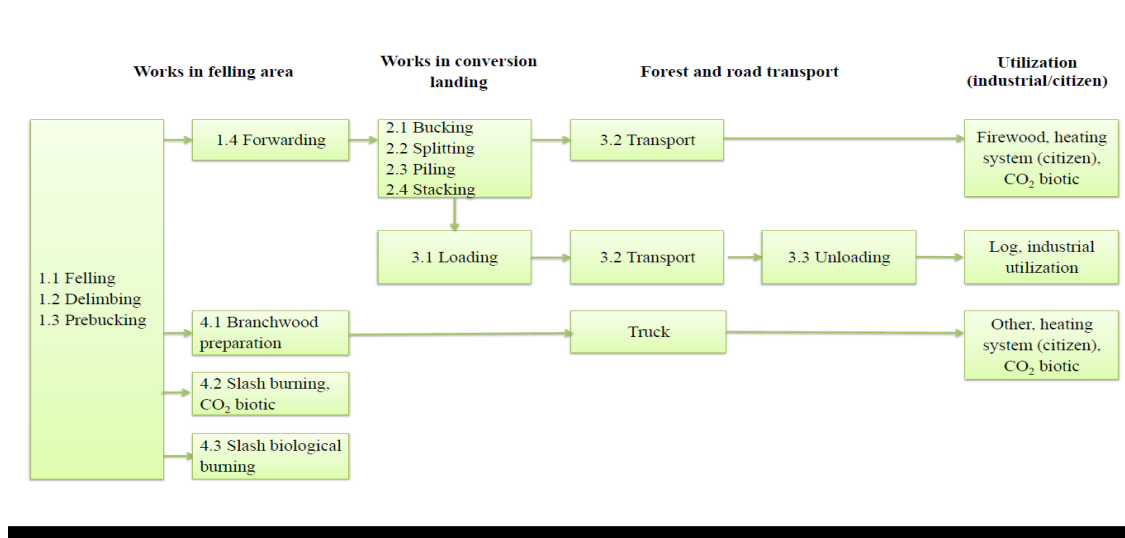 Works in felling area
Works in conversion
landing
Forest and road transport
Utilization
(industrial/citizen)
1.1 Felling
1.2 Delimbing
1.3 Prebucking
1.4 Forwarding
2.1 Bucking
2.2 Splitting
2.3 Piling
2.4 Stacking
3.2 Transport
Firewood, heating
system (citizen),
CO₂ biotic
3.1 Loading
3.2 Transport
3.3 Unloading
Log, industrial
utilization
4.1 Branchwood
preparation
Truck
Other, heating
system (citizen),
CO₂ biotic
4.2 Slash burning,
CO₂ biotic
4.3 Slash biological
burning